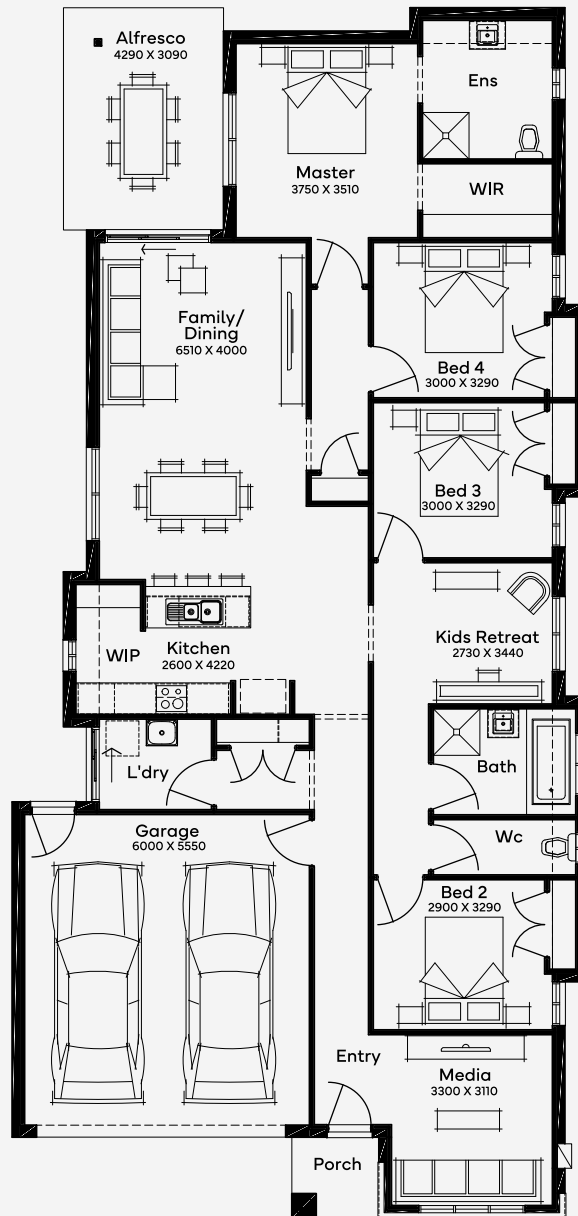 Alfresco
4290 X 3090
Ens
Master
3750 X 3510
WIR
Family/
Dining
6510 X 4000
Bed 4
3000 X 3290
Bed 3
3000 X 3290
Kids Retreat
2730 X 3440
WIP
Kitchen
2600 X 4220
L'dry
Bath
Garage
6000 X 5550
Wc
Bed 2
2900 X 3290
Entry
Media
3300 X 3110
Porch